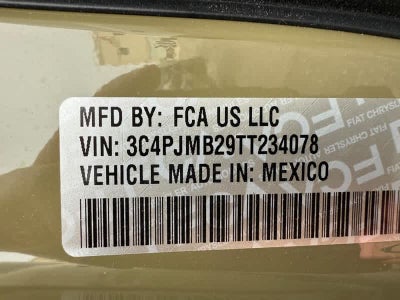 MFD BY: FCA US LLC
VIN: 3C4PJMB29TT234078
VEHICLE MADE IN: MEXICO